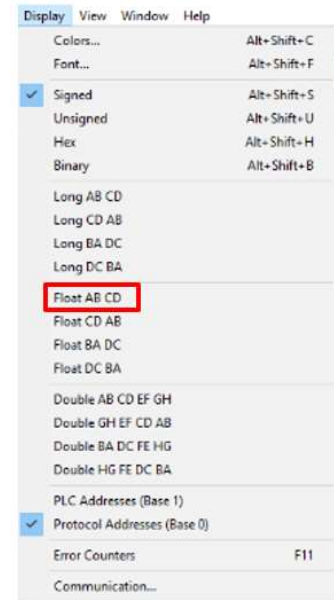 Display View Window Help
Colors... Alt+Shift+C
Font... Alt+Shift+F
Signed Alt+Shift+S
Unsigned Alt+Shift+U
Hex Alt+Shift+H
Binary Alt+Shift+B
Long AB CD
Long CD AB
Long BA DC
Long DC BA
Float AB CD
Float CD AB
Float BA DC
Float DC BA
Double AB CD EF GH
Double GH EF CD AB
Double BA DC FE HG
Double HG FE DC BA
PLC Addresses (Base 1)
Protocol Addresses (Base 0)
Error Counters F11
Communication...